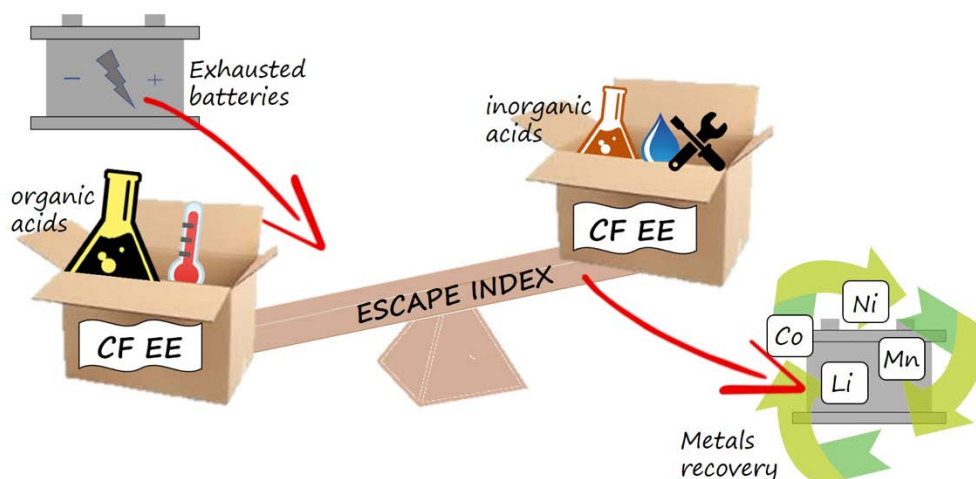 Exhausted
batteries
inorganic
acids
organic
acids
CF EE
ESCAPE INDEX
CF EE
Ni
Co
Mn
Li
Metals
recovery